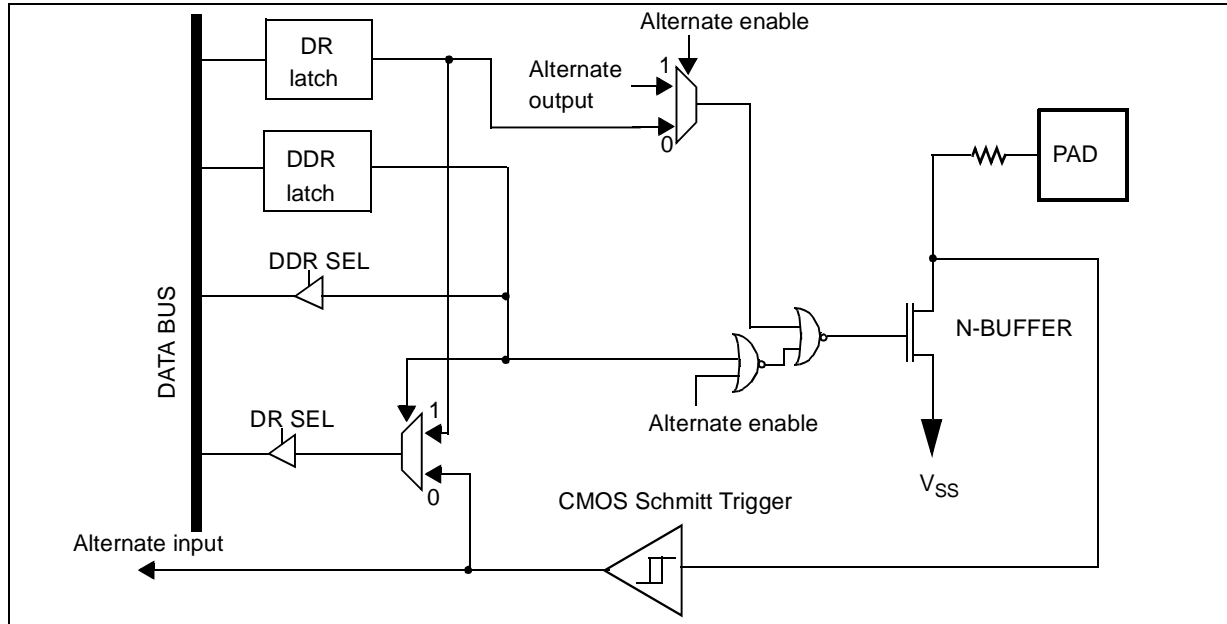 Alternate enable
DR
latch
1
Alternate
output
0
PAD
DDR
latch
DDR SEL
DATA BUS
N-BUFFER
Alternate enable
DR SEL
1
0
VSS
CMOS Schmitt Trigger
Alternate input